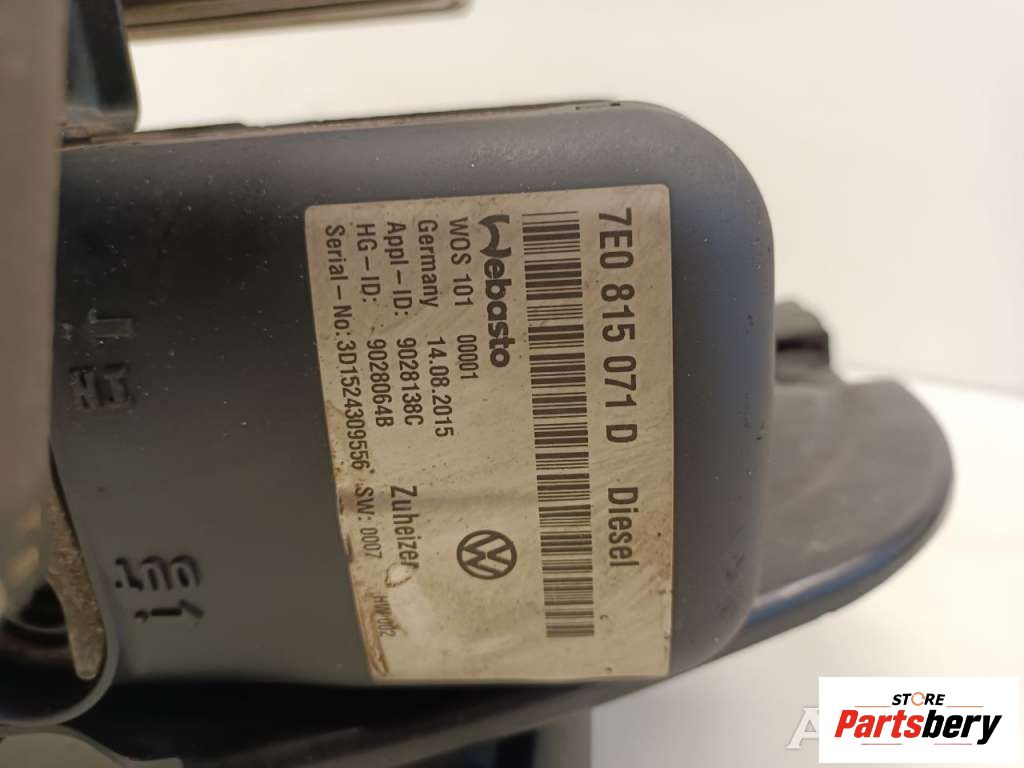 7E0 815 071 D Diesel
Webasto
WOS 101 00001
Germany 14.08.2015
Appl-ID: 9028138C Zuheizer
HG-ID: 9028064B
Serial-No: 3D1524309556 SW: 0007
STORE
Partsbery